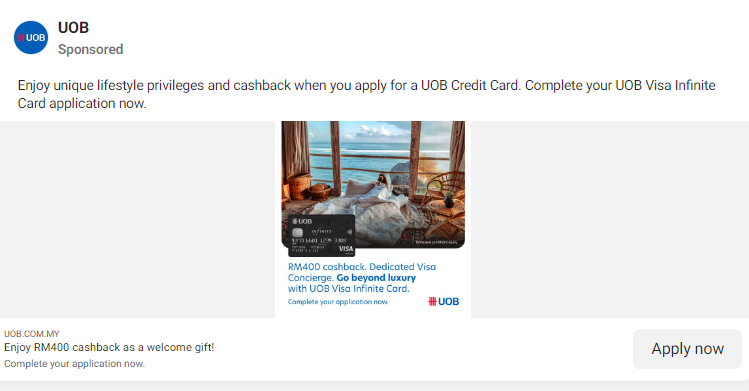 UOB
UOB
Sponsored
Enjoy unique lifestyle privileges and cashback when you apply for a UOB Credit Card. Complete your UOB Visa Infinite
Card application now.
UOB
infinite
VISA
Terms and conditions apply.
RM400 cashback. Dedicated Visa
Concierge. Go beyond luxury
with UOB Visa Infinite Card.
Complete your application now.
UOB
UOB.COM.MY
Enjoy RM400 cashback as a welcome gift!
Complete your application now.
Apply now